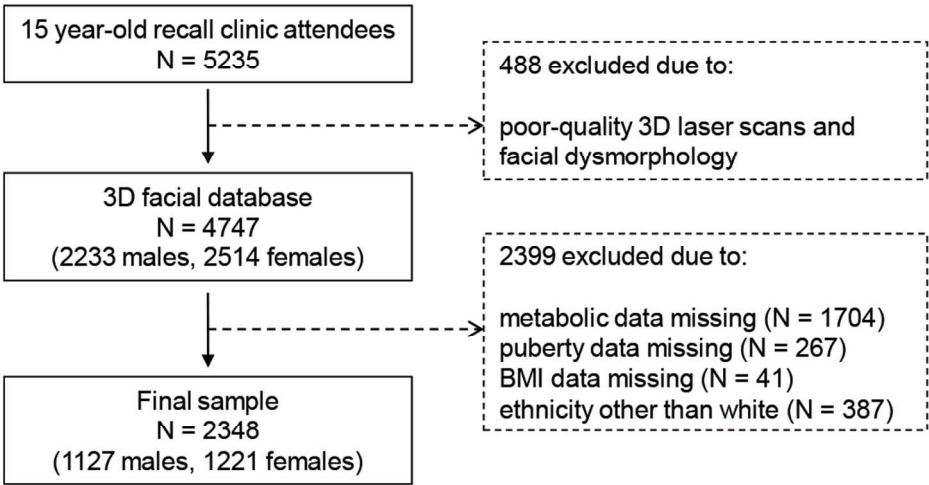 15 year-old recall clinic attendees
N = 5235
488 excluded due to:
poor-quality 3D laser scans and
facial dysmorphology
3D facial database
N = 4747
(2233 males, 2514 females)
2399 excluded due to:
metabolic data missing (N = 1704)
puberty data missing (N = 267)
BMI data missing (N = 41)
ethnicity other than white (N = 387)
Final sample
N = 2348
(1127 males, 1221 females)